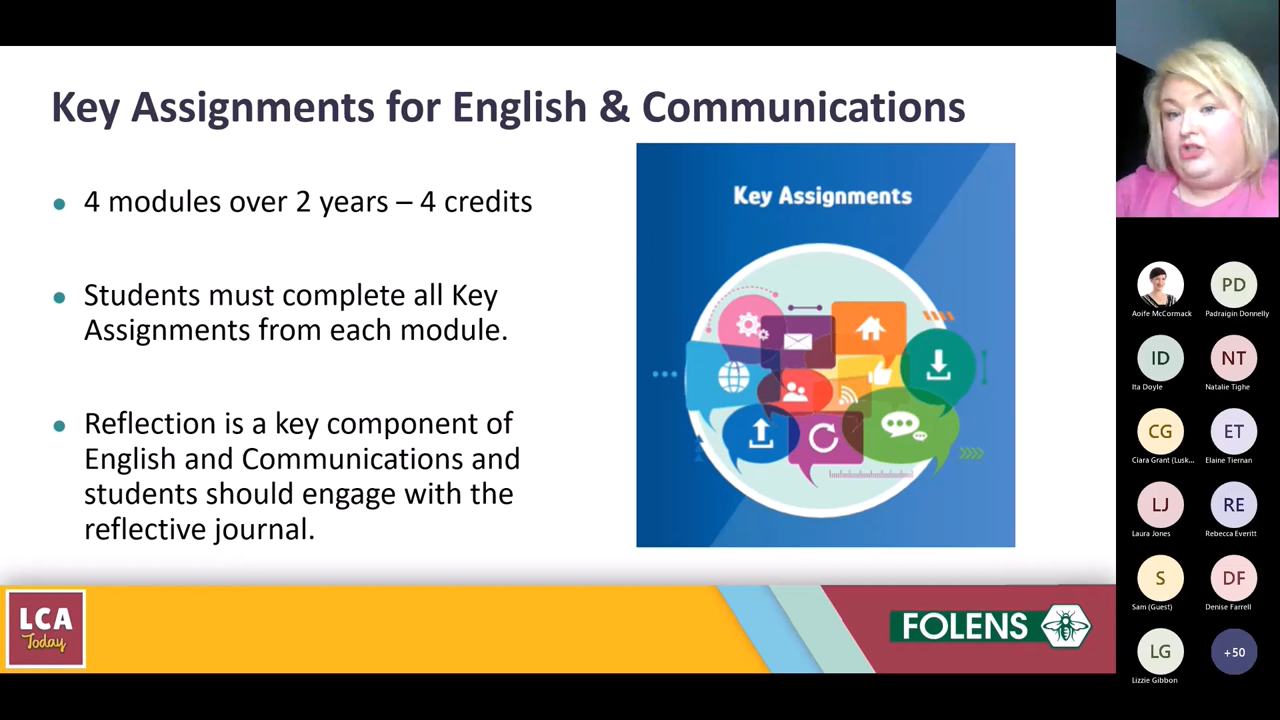 Key Assignments for English & Communications
• 4 modules over 2 years – 4 credits
• Students must complete all Key
Assignments from each module.
• Reflection is a key component of
English and Communications and
students should engage with the
reflective journal.
Key Assignments
LCA
Today
FOLENS
Aoife McCormack
PD
Padraigin Donnelly
ID
Ita Doyle
NT
Natalie Tighe
CG
Ciara Grant (Lusk...
ET
Elaine Tiernan
LJ
Laura Jones
RE
Rebecca Everitt
S
Sam (Guest)
DF
Denise Farrell
LG
Lizzie Gibbon
+50